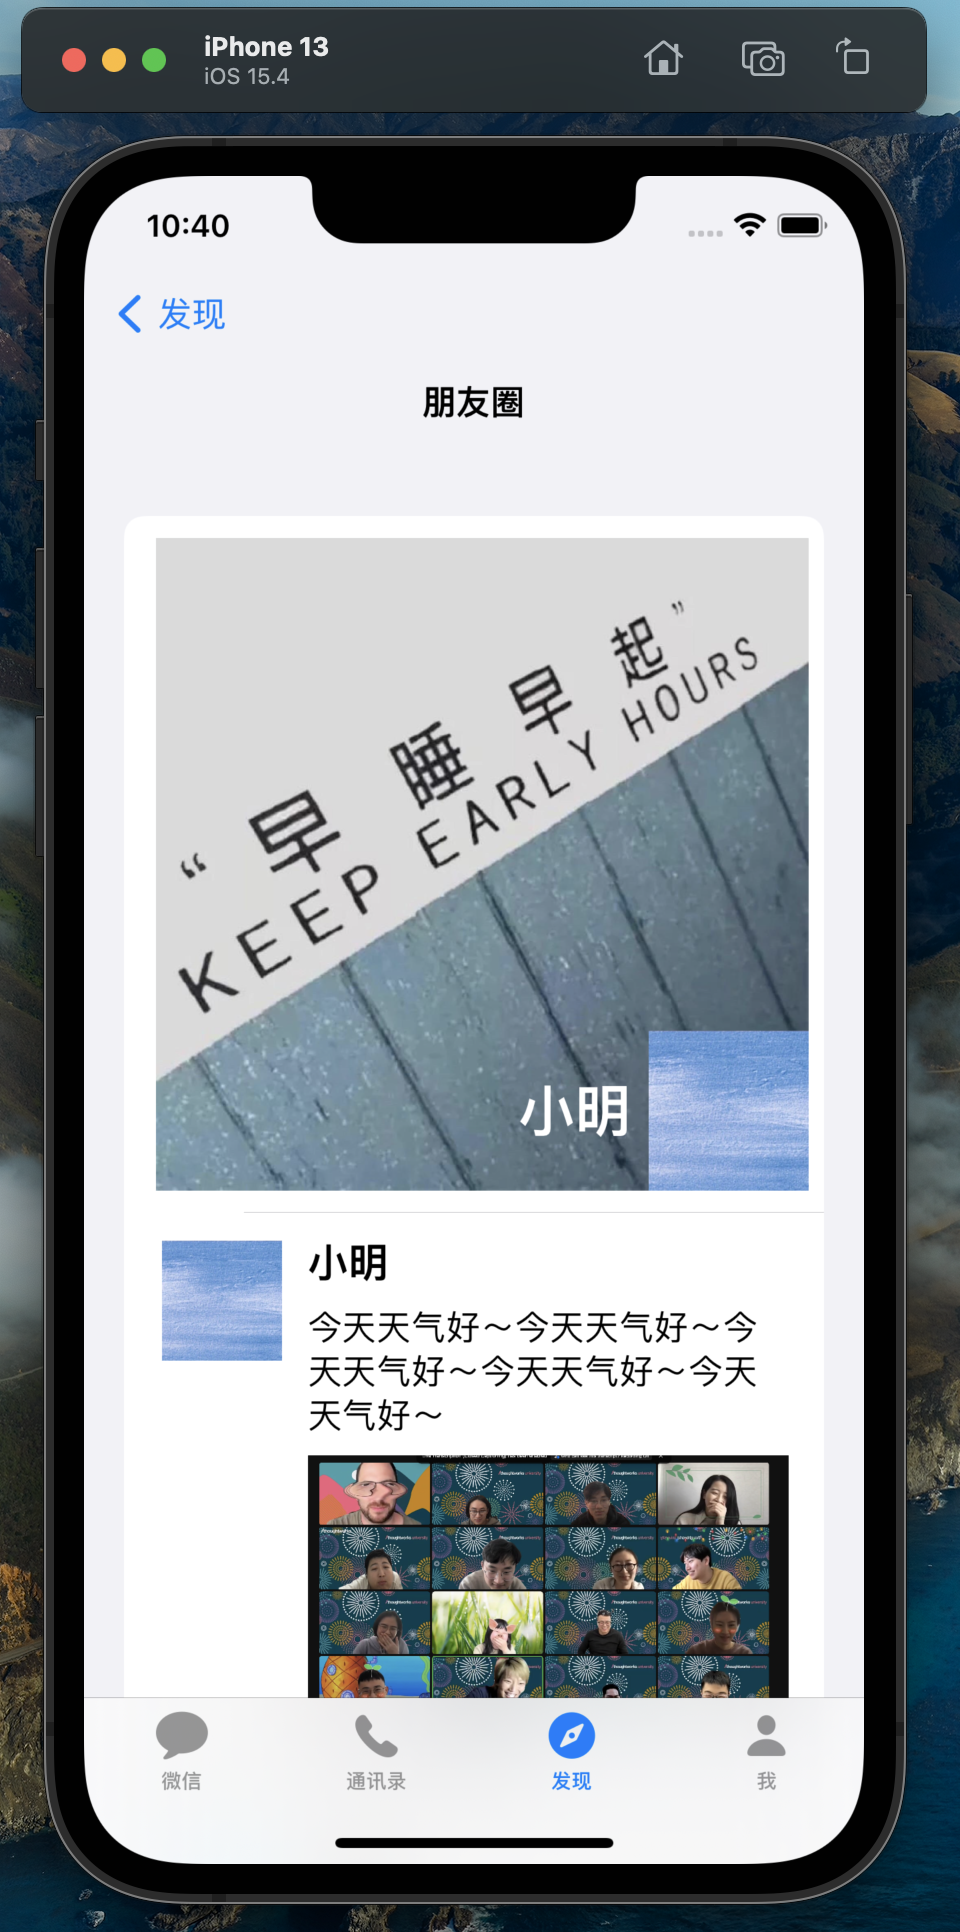 iPhone 13
iOS 15.4
10:40
发现
朋友圈
“早睡早起”
KEEP EARLY HOURS
小明
小明
今天天气好～今天天气好～今
天天气好～今天天气好～今天
天气好～
微信
通讯录
发现
我